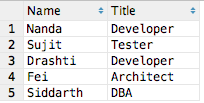 Name Title
1 Nanda Developer
2 Sujit Tester
3 Drashti Developer
4 Fei Architect
5 Siddarth DBA